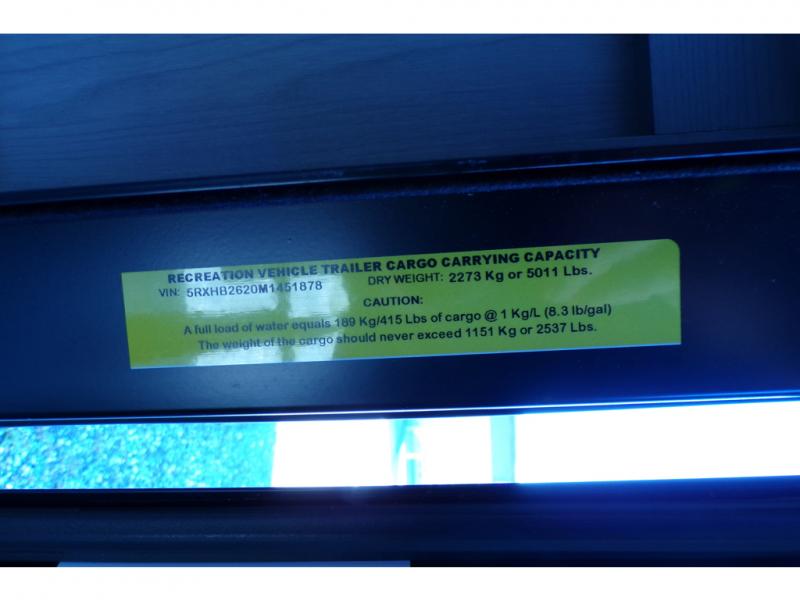 RECREATION VEHICLE TRAILER CARGO CARRYING CAPACITY
VIN: 5RXHB2620M1451878 DRY WEIGHT: 2273 Kg or 5011 Lbs.
CAUTION:
A full load of water equals 189 Kg/415 Lbs of cargo @ 1 Kg/L (8.3 lb/gal)
The weight of the cargo should never exceed 1151 Kg or 2537 Lbs.